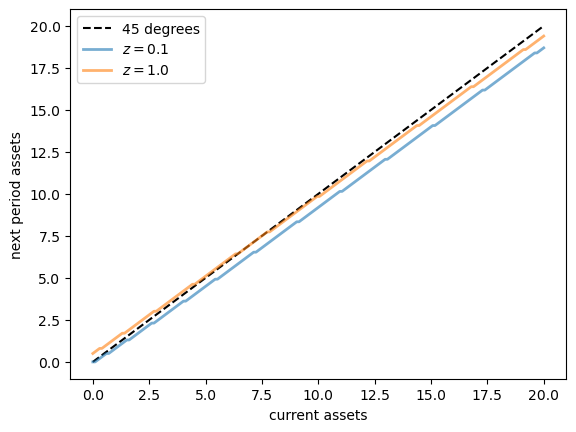 45 degrees
z = 0.1
z = 1.0
next period assets
20.0
17.5
15.0
12.5
10.0
7.5
5.0
2.5
0.0
0.0 2.5 5.0 7.5 10.0 12.5 15.0 17.5 20.0
current assets